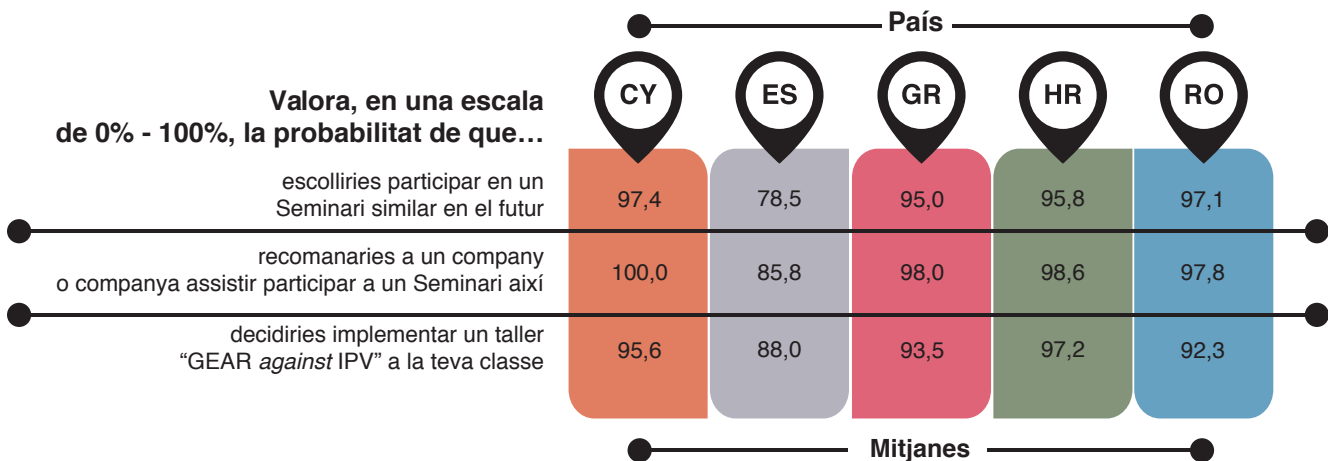 País
CY ES GR HR RO
Valora, en una escala
de 0% - 100%, la probabilitat de que…
escolliries participar en un
Seminari similar en el futur
97,4 78,5 95,0 95,8 97,1
recomanaries a un company
o companya assistir participar a un Seminari així
100,0 85,8 98,0 98,6 97,8
decidiries implementar un taller
“GEAR against IPV” a la teva classe
95,6 88,0 93,5 97,2 92,3
Mitjanes